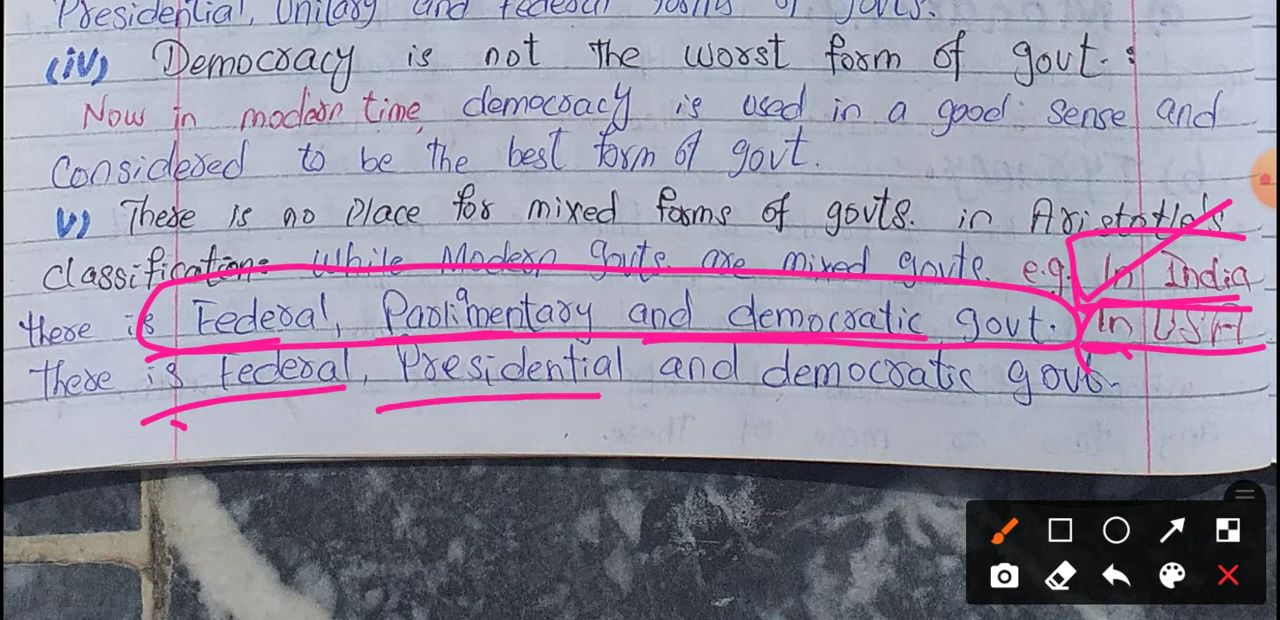 Presidential, Unitary and Federal forms of govts.
(iv) Democracy is not the worst form of govt. :
Now in modern time, democracy is used in a good sense and
Considered to be the best form of govt.
v) There is no place for mixed forms of govts. in Aristotle's
classification. While Modern govts. are mixed govts. e.g. In India
there is Federal, Parlimentary and democratic govt. In USA
there is Federal, Presidential and democratic govt.